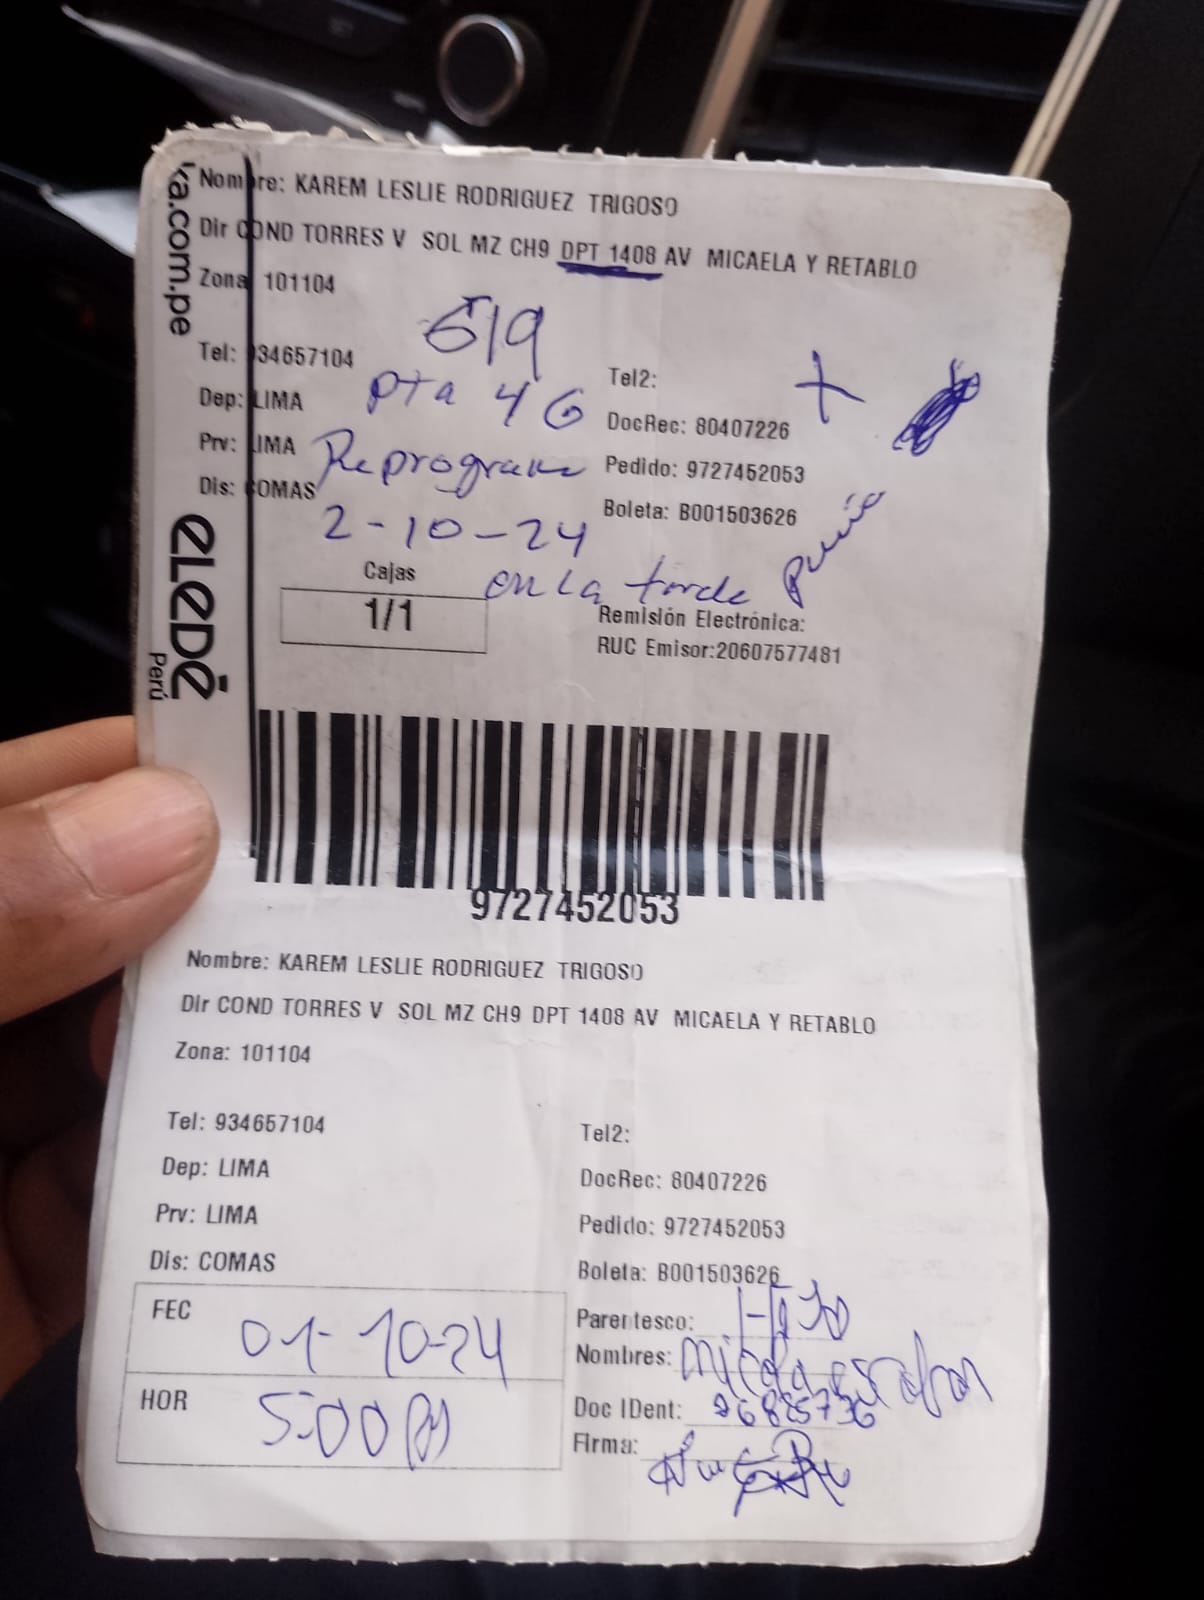 ka.com.pe
eLeDē
Perú
Nombre: KAREM LESLIE RODRIGUEZ TRIGOSO
Dir COND TORRES V SOL MZ CH9 DPT 1408 AV MICAELA Y RETABLO
Zona 101104
619
Tel: 934657104
Tel2:
Pta 4 G
Dep: LIMA
DocRec: 80407226
Prv: LIMA
Reprograma
Pedido: 9727452053
Dis: COMAS
Boleta: B001503626
2-10-24
en la tarde
Cajas
1/1
Remisión Electrónica:
RUC Emisor:20607577481
9727452053
Nombre: KAREM LESLIE RODRIGUEZ TRIGOSO
Dir COND TORRES V SOL MZ CH9 DPT 1408 AV MICAELA Y RETABLO
Zona: 101104
Tel: 934657104
Tel2:
Dep: LIMA
DocRec: 80407226
Prv: LIMA
Pedido: 9727452053
Dis: COMAS
Boleta: B001503626
FEC 01-10-24
Parentesco: Hijo
Nombres:
HOR 5:00
Doc IDent:
Firma: